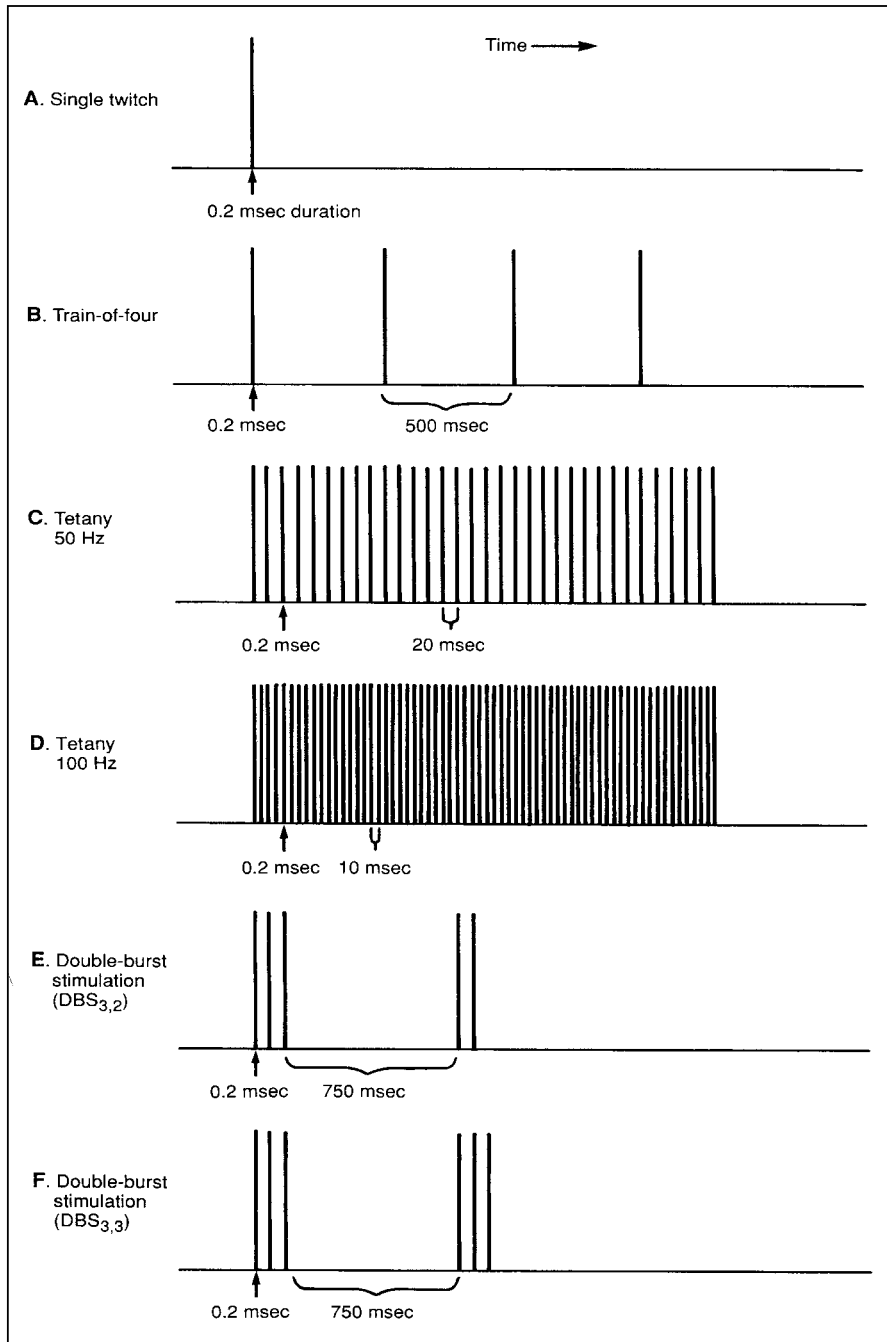 Time
A. Single twitch
0.2 msec duration
B. Train-of-four
0.2 msec
500 msec
C. Tetany
50 Hz
0.2 msec
20 msec
D. Tetany
100 Hz
0.2 msec
10 msec
E. Double-burst
stimulation
(DBS3,2)
0.2 msec
750 msec
F. Double-burst
stimulation
(DBS3,3)
0.2 msec
750 msec